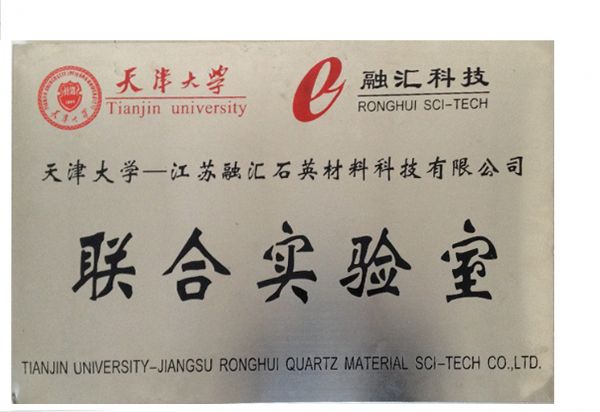 天津大学
Tianjin university
融汇科技
RONGHUI SCI-TECH
天津大学—江苏融汇石英材料科技有限公司
联合实验室
TIANJIN UNIVERSITY-JIANGSU RONGHUI QUARTZ MATERIAL SCI-TECH CO.,LTD.